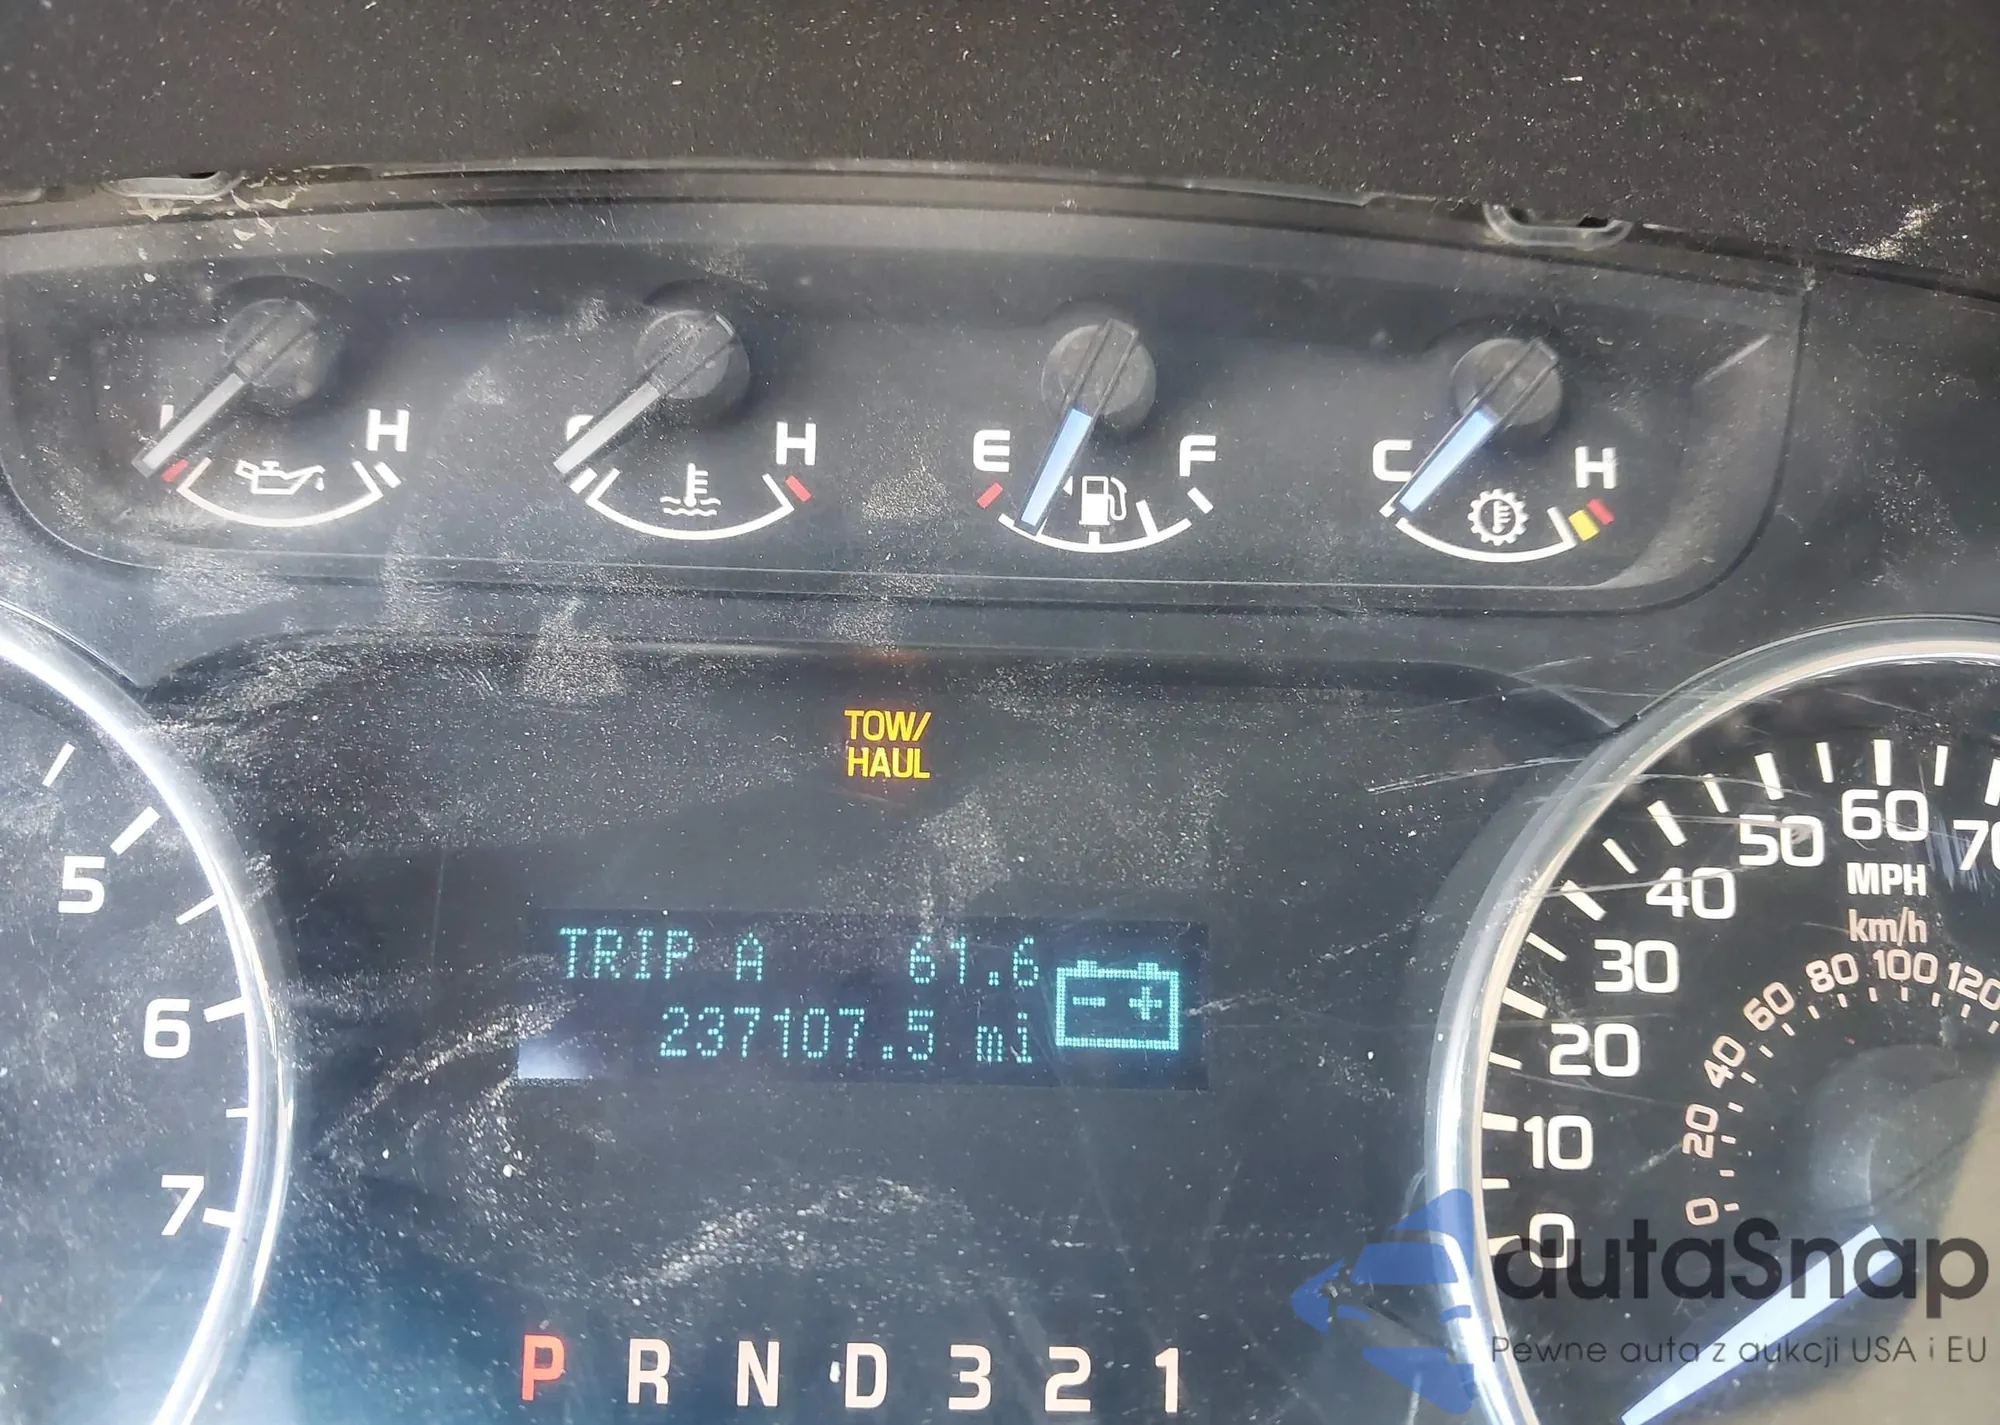 H
C H
E F
C H
TOW/
HAUL
5
6
7
TRIP A 61.6
237107.5 mi
- +
0 10 20 30 40 50 60 70
MPH
km/h
0 20 40 60 80 100 120
P R N D 3 2 1
autaSnap
Pewne auta z aukcji USA i EU